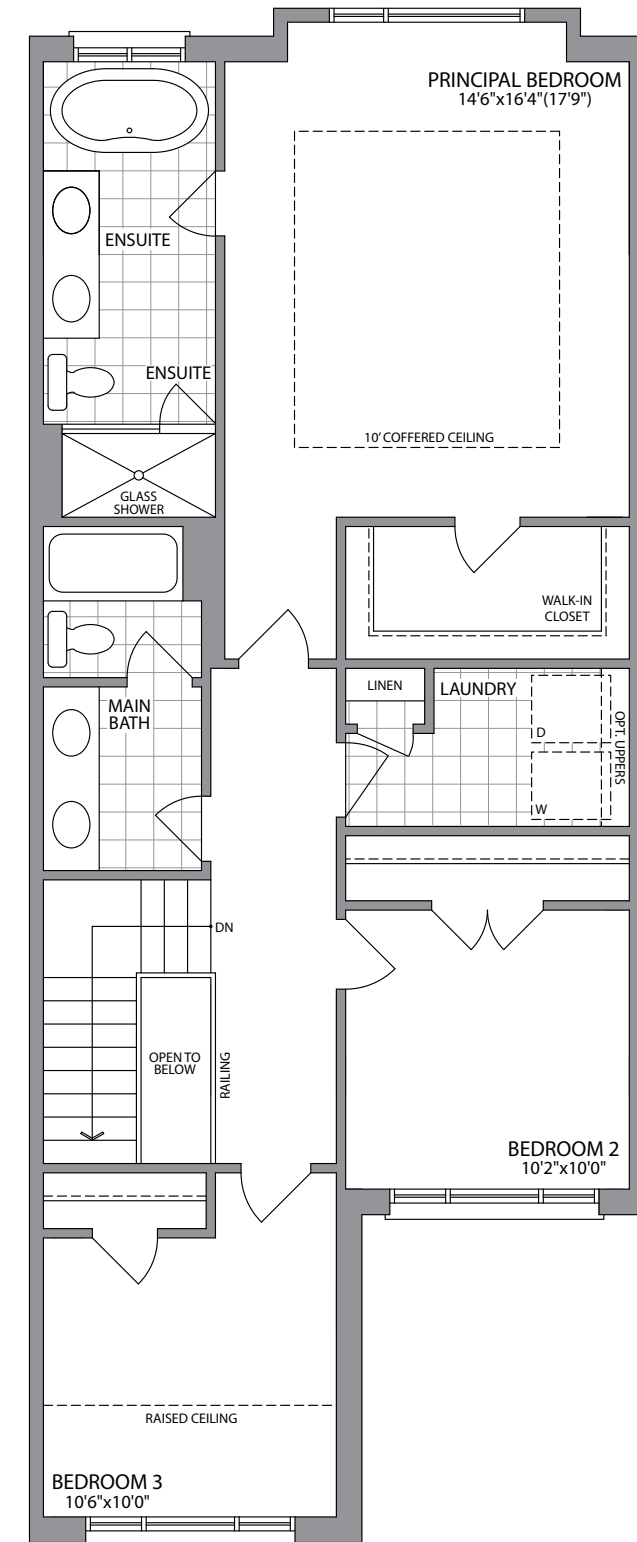 PRINCIPAL BEDROOM
14'6"x16'4"(17'9")
ENSUITE
ENSUITE
10' COFFERED CEILING
GLASS
SHOWER
WALK-IN
CLOSET
LINEN
LAUNDRY
MAIN
BATH
D
OPT. UPPERS
W
DN
OPEN TO
BELOW
RAILING
BEDROOM 2
10'2"x10'0"
RAISED CEILING
BEDROOM 3
10'6"x10'0"